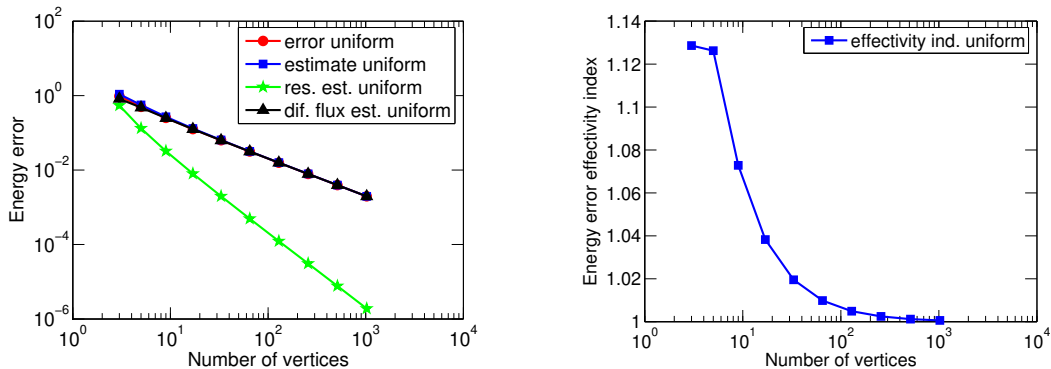 10^2
10^0
10^-2
10^-4
10^-6
Energy error
error uniform
estimate uniform
res. est. uniform
dif. flux est. uniform
10^0 10^1 10^2 10^3 10^4
Number of vertices
1.14
1.12
1.1
1.08
1.06
1.04
1.02
1
Energy error effectivity index
effectivity ind. uniform
10^0 10^1 10^2 10^3 10^4
Number of vertices